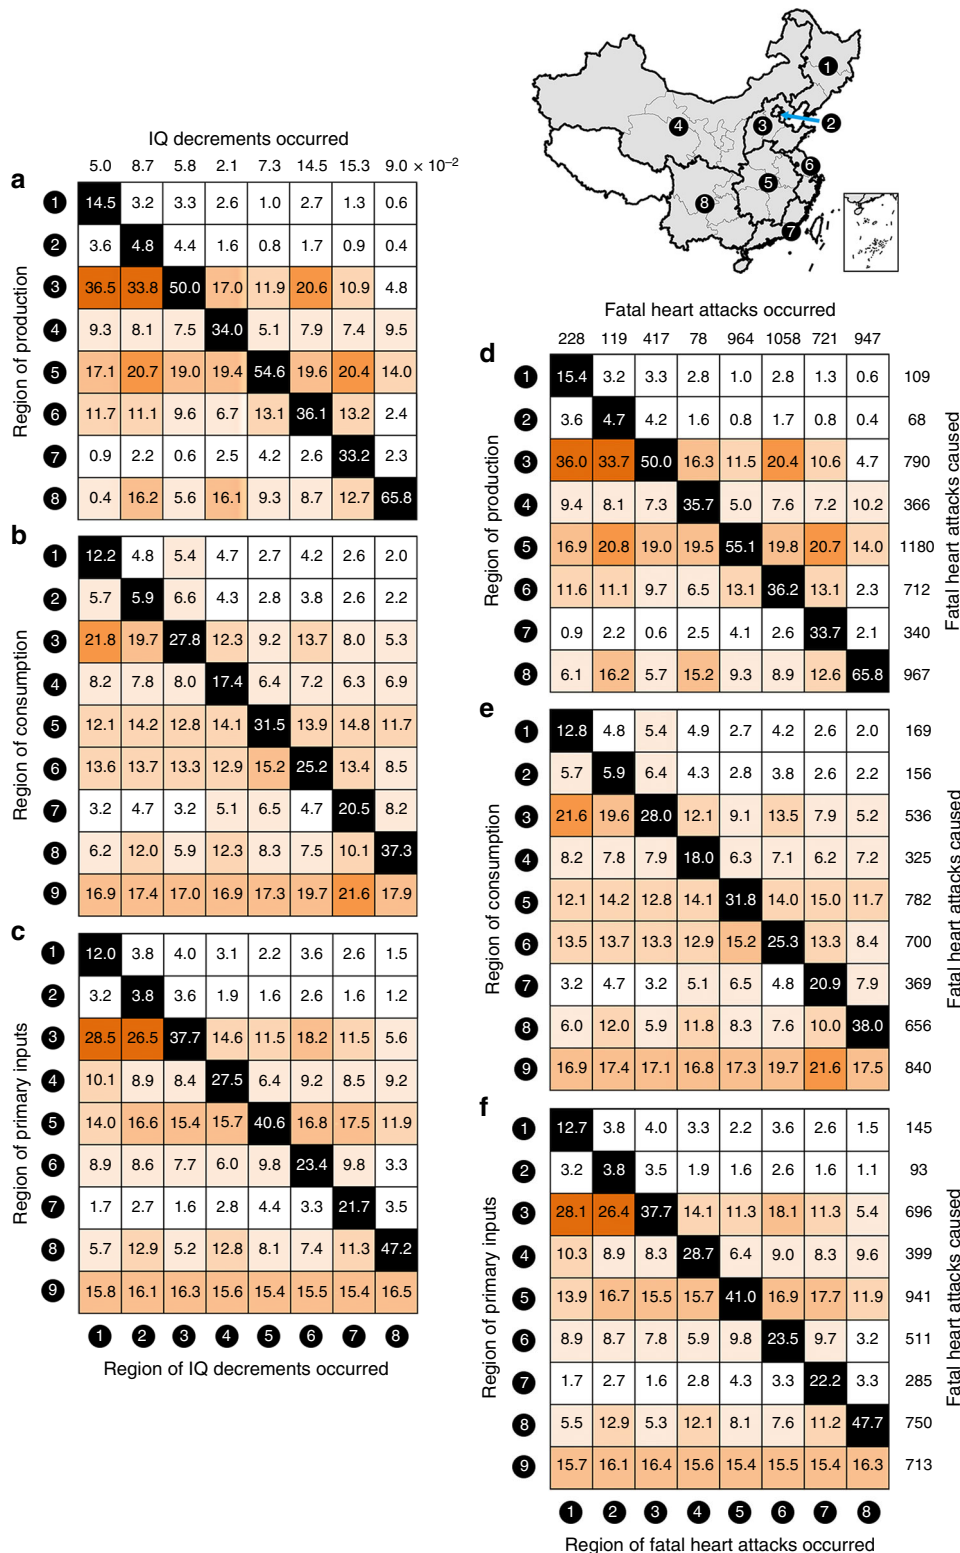 1
2
3
4
5
6
7
8
IQ decrements occurred
5.0 8.7 5.8 2.1 7.3 14.5 15.3 9.0 × 10⁻²
a
Region of production
1 14.5 3.2 3.3 2.6 1.0 2.7 1.3 0.6
2 3.6 4.8 4.4 1.6 0.8 1.7 0.9 0.4
3 36.5 33.8 50.0 17.0 11.9 20.6 10.9 4.8
4 9.3 8.1 7.5 34.0 5.1 7.9 7.4 9.5
5 17.1 20.7 19.0 19.4 54.6 19.6 20.4 14.0
6 11.7 11.1 9.6 6.7 13.1 36.1 13.2 2.4
7 0.9 2.2 0.6 2.5 4.2 2.6 33.2 2.3
8 0.4 16.2 5.6 16.1 9.3 8.7 12.7 65.8
b
Region of consumption
1 12.2 4.8 5.4 4.7 2.7 4.2 2.6 2.0
2 5.7 5.9 6.6 4.3 2.8 3.8 2.6 2.2
3 21.8 19.7 27.8 12.3 9.2 13.7 8.0 5.3
4 8.2 7.8 8.0 17.4 6.4 7.2 6.3 6.9
5 12.1 14.2 12.8 14.1 31.5 13.9 14.8 11.7
6 13.6 13.7 13.3 12.9 15.2 25.2 13.4 8.5
7 3.2 4.7 3.2 5.1 6.5 4.7 20.5 8.2
8 6.2 12.0 5.9 12.3 8.3 7.5 10.1 37.3
9 16.9 17.4 17.0 16.9 17.3 19.7 21.6 17.9
c
Region of primary inputs
1 12.0 3.8 4.0 3.1 2.2 3.6 2.6 1.5
2 3.2 3.8 3.6 1.9 1.6 2.6 1.6 1.2
3 28.5 26.5 37.7 14.6 11.5 18.2 11.5 5.6
4 10.1 8.9 8.4 27.5 6.4 9.2 8.5 9.2
5 14.0 16.6 15.4 15.7 40.6 16.8 17.5 11.9
6 8.9 8.6 7.7 6.0 9.8 23.4 9.8 3.3
7 1.7 2.7 1.6 2.8 4.4 3.3 21.7 3.5
8 5.7 12.9 5.2 12.8 8.1 7.4 11.3 47.2
9 15.8 16.1 16.3 15.6 15.4 15.5 15.4 16.5
1 2 3 4 5 6 7 8
Region of IQ decrements occurred
Fatal heart attacks occurred
228 119 417 78 964 1058 721 947
d
Region of production
1 15.4 3.2 3.3 2.8 1.0 2.8 1.3 0.6 109
2 3.6 4.7 4.2 1.6 0.8 1.7 0.8 0.4 68
3 36.0 33.7 50.0 16.3 11.5 20.4 10.6 4.7 790
4 9.4 8.1 7.3 35.7 5.0 7.6 7.2 10.2 366
5 16.9 20.8 19.0 19.5 55.1 19.8 20.7 14.0 1180
6 11.6 11.1 9.7 6.5 13.1 36.2 13.1 2.3 712
7 0.9 2.2 0.6 2.5 4.1 2.6 33.7 2.1 340
8 6.1 16.2 5.7 15.2 9.3 8.9 12.6 65.8 967
Fatal heart attacks caused
e
Region of consumption
1 12.8 4.8 5.4 4.9 2.7 4.2 2.6 2.0 169
2 5.7 5.9 6.4 4.3 2.8 3.8 2.6 2.2 156
3 21.6 19.6 28.0 12.1 9.1 13.5 7.9 5.2 536
4 8.2 7.8 7.9 18.0 6.3 7.1 6.2 7.2 325
5 12.1 14.2 12.8 14.1 31.8 14.0 15.0 11.7 782
6 13.5 13.7 13.3 12.9 15.2 25.3 13.3 8.4 700
7 3.2 4.7 3.2 5.1 6.5 4.8 20.9 7.9 369
8 6.0 12.0 5.9 11.8 8.3 7.6 10.0 38.0 656
9 16.9 17.4 17.1 16.8 17.3 19.7 21.6 17.5 840
Fatal heart attacks caused
f
Region of primary inputs
1 12.7 3.8 4.0 3.3 2.2 3.6 2.6 1.5 145
2 3.2 3.8 3.5 1.9 1.6 2.6 1.6 1.1 93
3 28.1 26.4 37.7 14.1 11.3 18.1 11.3 5.4 696
4 10.3 8.9 8.3 28.7 6.4 9.0 8.3 9.6 399
5 13.9 16.7 15.5 15.7 41.0 16.9 17.7 11.9 941
6 8.9 8.7 7.8 5.9 9.8 23.5 9.7 3.2 511
7 1.7 2.7 1.6 2.8 4.3 3.3 22.2 3.3 285
8 5.5 12.9 5.3 12.1 8.1 7.6 11.2 47.7 750
9 15.7 16.1 16.4 15.6 15.4 15.5 15.4 16.3 713
Fatal heart attacks caused
1 2 3 4 5 6 7 8
Region of fatal heart attacks occurred